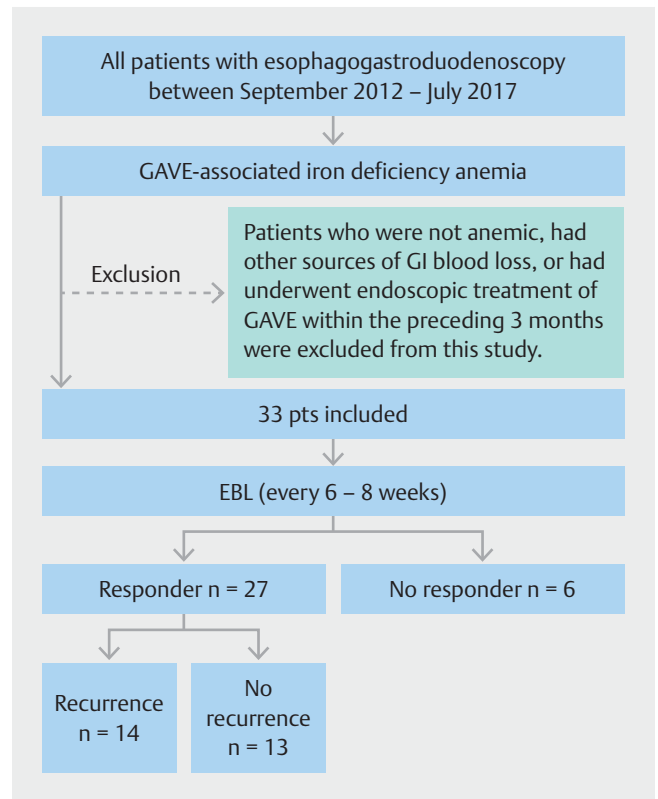 All patients with esophagogastroduodenoscopy
between September 2012 – July 2017
GAVE-associated iron deficiency anemia
Exclusion
Patients who were not anemic, had
other sources of GI blood loss, or had
underwent endoscopic treatment of
GAVE within the preceding 3 months
were excluded from this study.
33 pts included
EBL (every 6 – 8 weeks)
Responder n = 27
No responder n = 6
Recurrence
n = 14
No
recurrence
n = 13